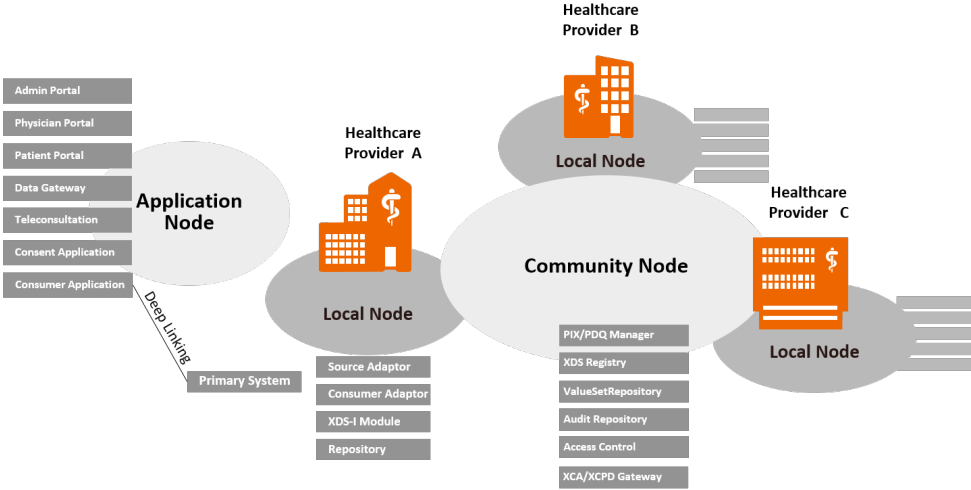 Healthcare
Provider B
Admin Portal
Physician Portal
Patient Portal
Data Gateway
Teleconsultation
Consent Application
Consumer Application
Application
Node
Deep Linking
Primary System
Healthcare
Provider A
Local Node
Source Adaptor
Consumer Adaptor
XDS-I Module
Repository
Local Node
Community Node
PIX/PDQ Manager
XDS Registry
ValueSetRepository
Audit Repository
Access Control
XCA/XCPD Gateway
Healthcare
Provider C
Local Node